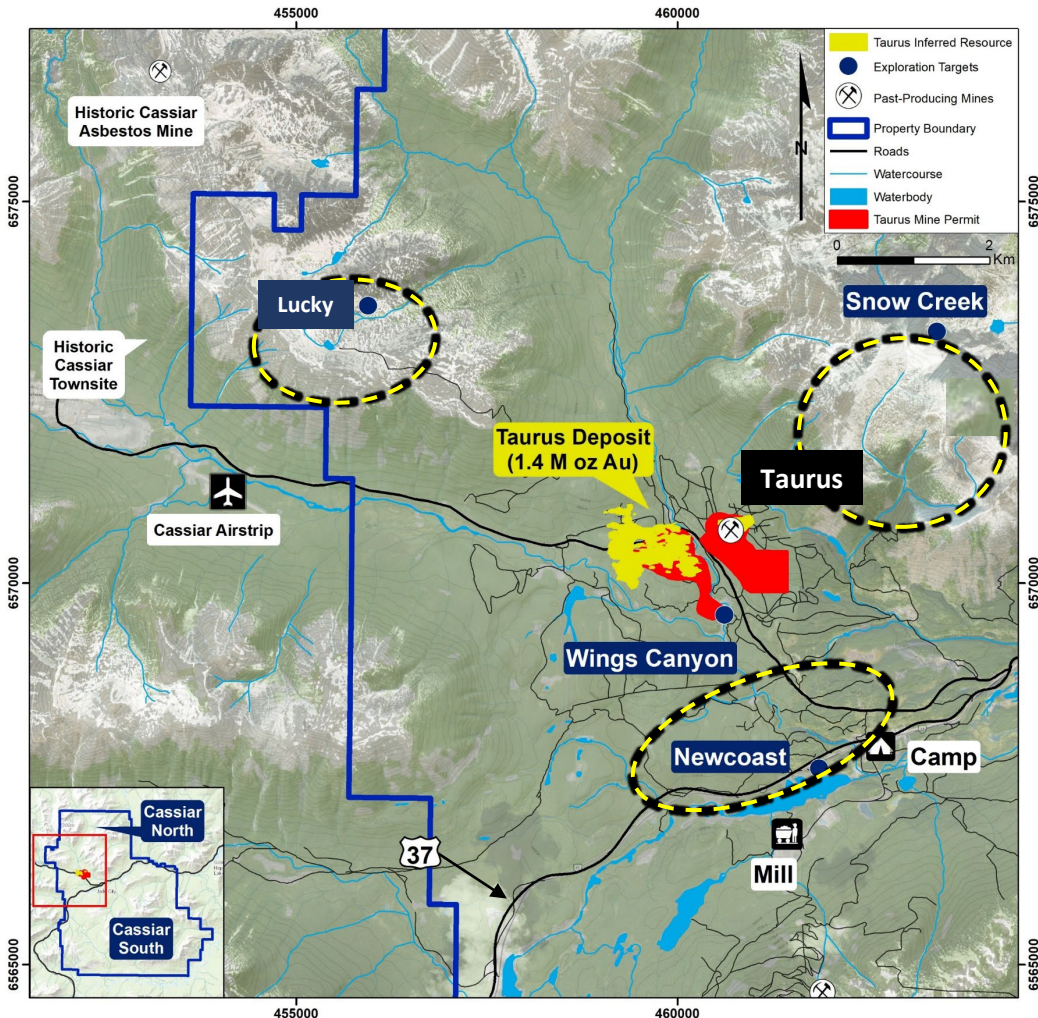 455000
460000
Taurus Inferred Resource
Exploration Targets
Past-Producing Mines
Property Boundary
Roads
Watercourse
Waterbody
Taurus Mine Permit
N
0
2
Km
Historic Cassiar
Asbestos Mine
6575000
6575000
Lucky
Snow Creek
Historic
Cassiar
Townsite
Taurus Deposit
(1.4 M oz Au)
Taurus
Cassiar Airstrip
6570000
6570000
Wings Canyon
Newcoast
Camp
Cassiar
North
37
Mill
Cassiar
South
6565000
6565000
455000
460000